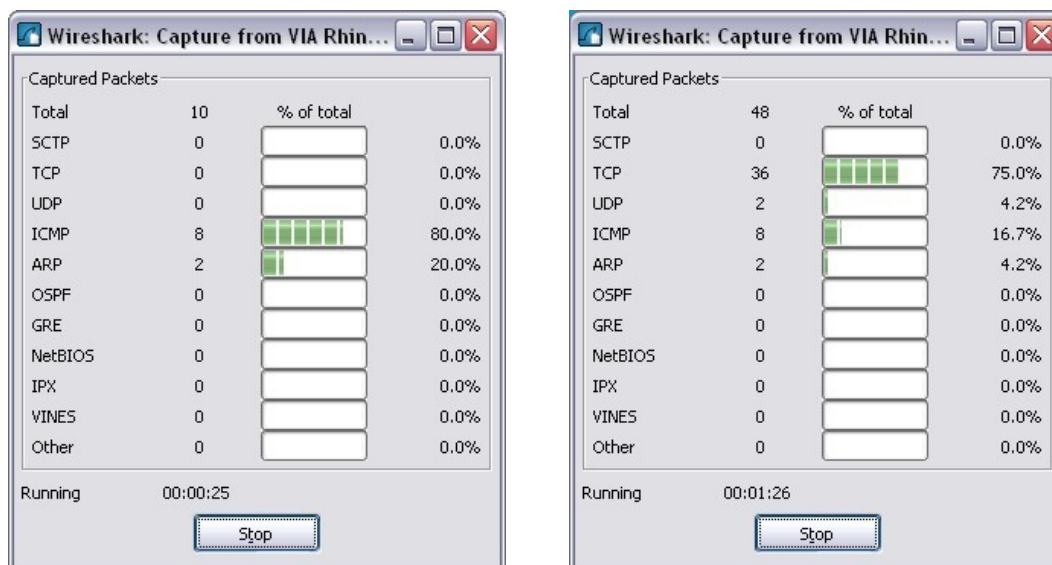 Wireshark: Capture from VIA Rhin...
Captured Packets
Total 10 % of total
SCTP 0 0.0%
TCP 0 0.0%
UDP 0 0.0%
ICMP 8 80.0%
ARP 2 20.0%
OSPF 0 0.0%
GRE 0 0.0%
NetBIOS 0 0.0%
IPX 0 0.0%
VINES 0 0.0%
Other 0 0.0%
Running 00:00:25
Stop
Wireshark: Capture from VIA Rhin...
Captured Packets
Total 48 % of total
SCTP 0 0.0%
TCP 36 75.0%
UDP 2 4.2%
ICMP 8 16.7%
ARP 2 4.2%
OSPF 0 0.0%
GRE 0 0.0%
NetBIOS 0 0.0%
IPX 0 0.0%
VINES 0 0.0%
Other 0 0.0%
Running 00:01:26
Stop